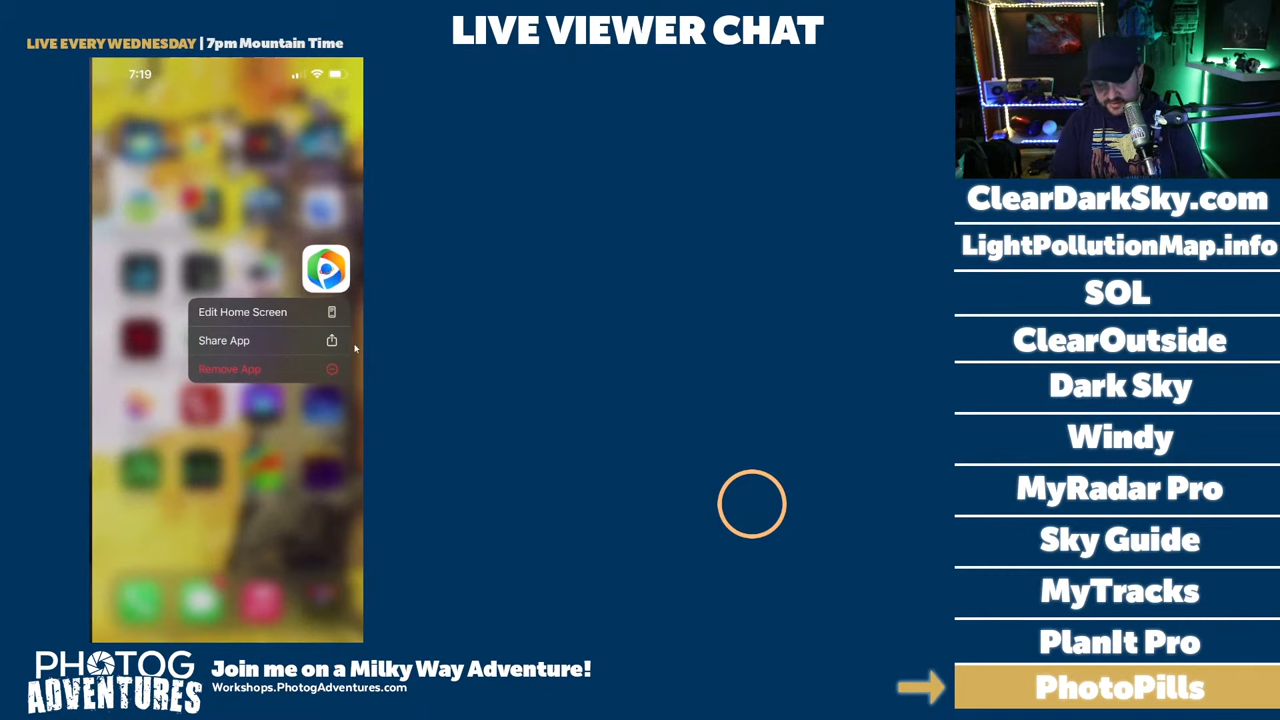 LIVE EVERY WEDNESDAY | 7pm Mountain Time
LIVE VIEWER CHAT
7:19
Edit Home Screen
Share App
Remove App
ClearDarkSky.com
LightPollutionMap.info
SOL
ClearOutside
Dark Sky
Windy
MyRadar Pro
Sky Guide
MyTracks
PlanIt Pro
PhotoPills
PHOTOG
ADVENTURES
Join me on a Milky Way Adventure!
Workshops.PhotogAdventures.com